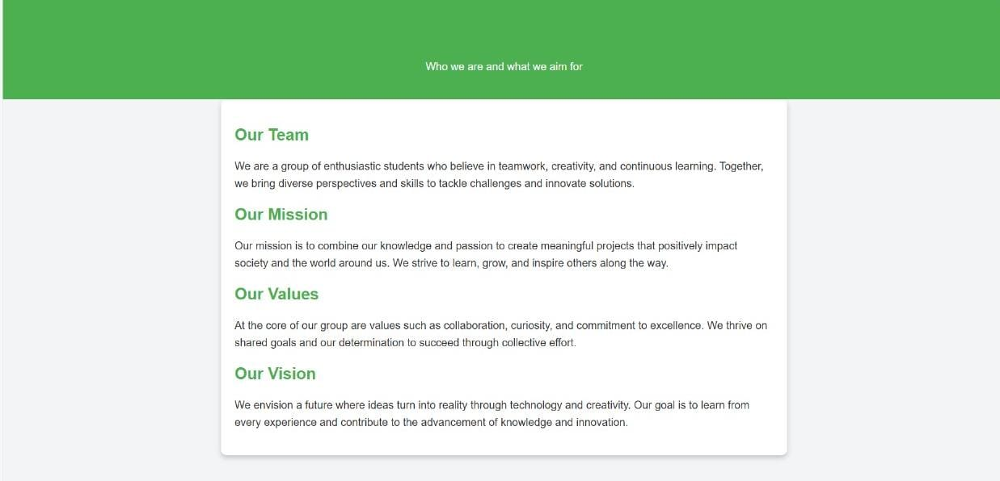 Who we are and what we aim for
Our Team
We are a group of enthusiastic students who believe in teamwork, creativity, and continuous learning. Together,
we bring diverse perspectives and skills to tackle challenges and innovate solutions.
Our Mission
Our mission is to combine our knowledge and passion to create meaningful projects that positively impact
society and the world around us. We strive to learn, grow, and inspire others along the way.
Our Values
At the core of our group are values such as collaboration, curiosity, and commitment to excellence. We thrive on
shared goals and our determination to succeed through collective effort.
Our Vision
We envision a future where ideas turn into reality through technology and creativity. Our goal is to learn from
every experience and contribute to the advancement of knowledge and innovation.